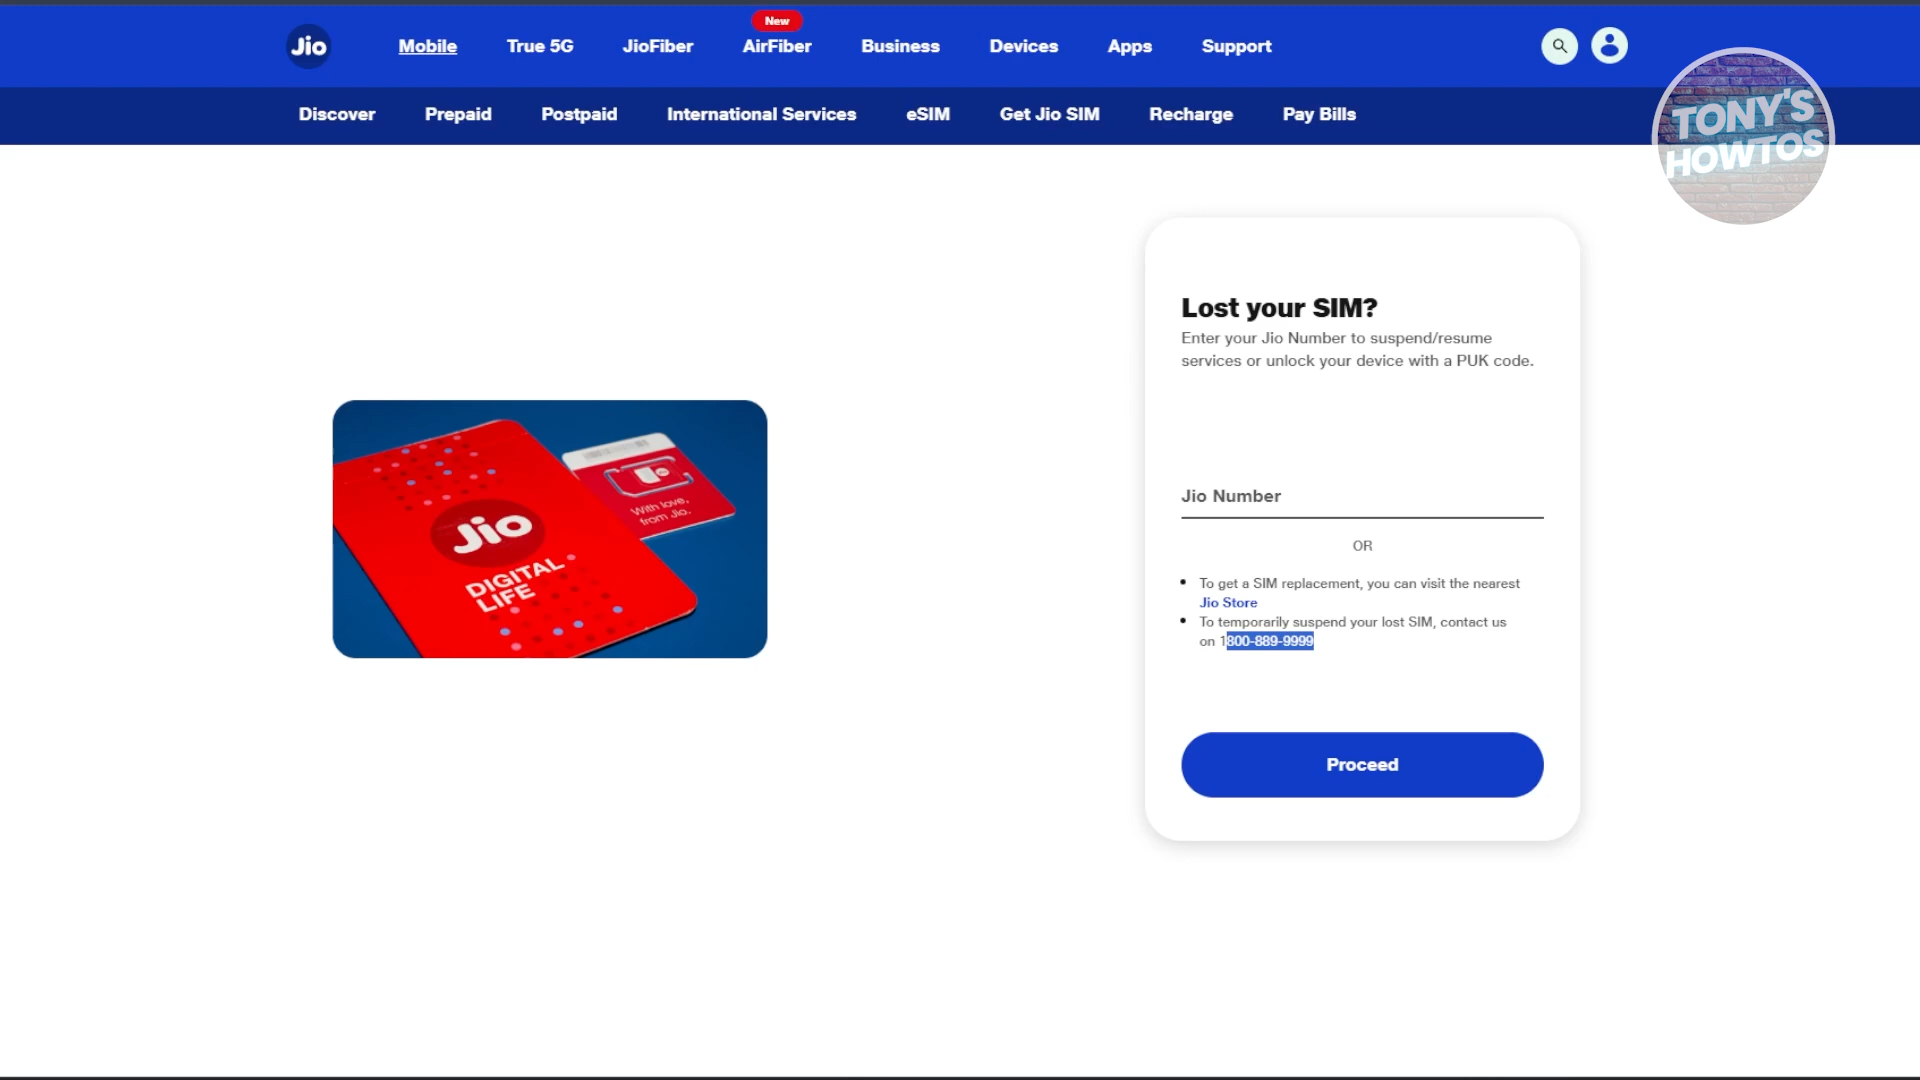 New
Jio Mobile True 5G JioFiber AirFiber Business Devices Apps Support
Discover Prepaid Postpaid International Services eSIM Get Jio SIM Recharge Pay Bills
TONY'S
HOWTOS
Lost your SIM?
Enter your Jio Number to suspend/resume
services or unlock your device with a PUK code.
With love,
from Jio.
Jio
DIGITAL
LIFE
Jio Number
OR
To get a SIM replacement, you can visit the nearest
Jio Store
To temporarily suspend your lost SIM, contact us
on 1800-889-9999
Proceed